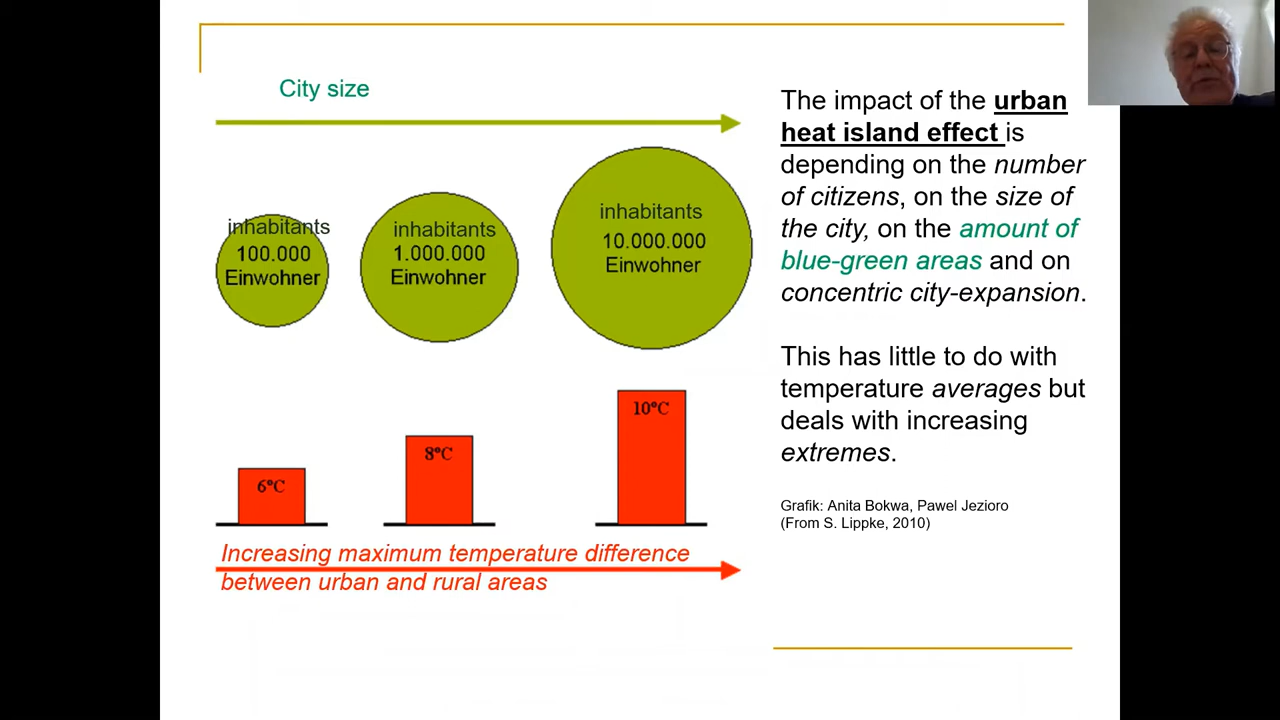 City size
inhabitants
100.000
Einwohner
inhabitants
1.000.000
Einwohner
inhabitants
10.000.000
Einwohner
6°C
8°C
10°C
Increasing maximum temperature difference
between urban and rural areas
The impact of the urban
heat island effect is
depending on the number
of citizens, on the size of
the city, on the amount of
blue-green areas and on
concentric city-expansion.
This has little to do with
temperature averages but
deals with increasing
extremes.
Grafik: Anita Bokwa, Pawel Jezioro
(From S. Lippke, 2010)